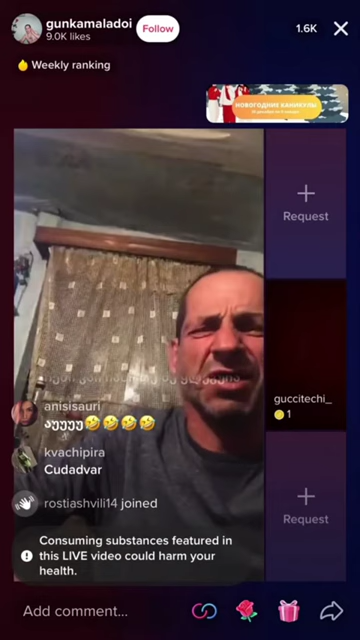 gunkamaladoi
9.0K likes
Follow
1.6K
Weekly ranking
НОВОГОДНИЕ КАНИКУЛЫ
Request
guccitechi_
1
anisisauri
აუუუუ🤣🤣🤣🤣
kvachipira
Cudadvar
rostiashvili14 joined
Consuming substances featured in
this LIVE video could harm your
health.
Request
Add comment...